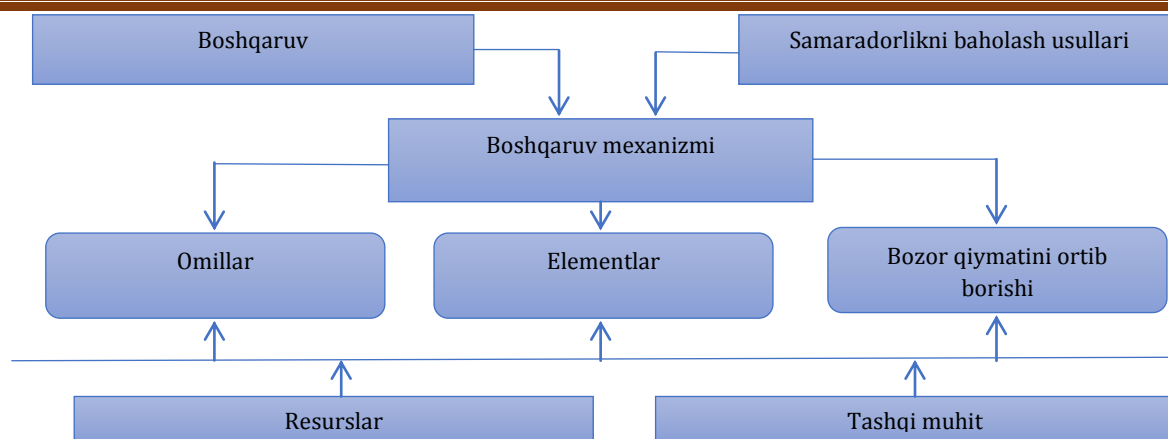 Boshqaruv
Samaradorlikni baholash usullari
Boshqaruv mexanizmi
Omillar
Elementlar
Bozor qiymatini ortib
borishi
Resurslar
Tashqi muhit